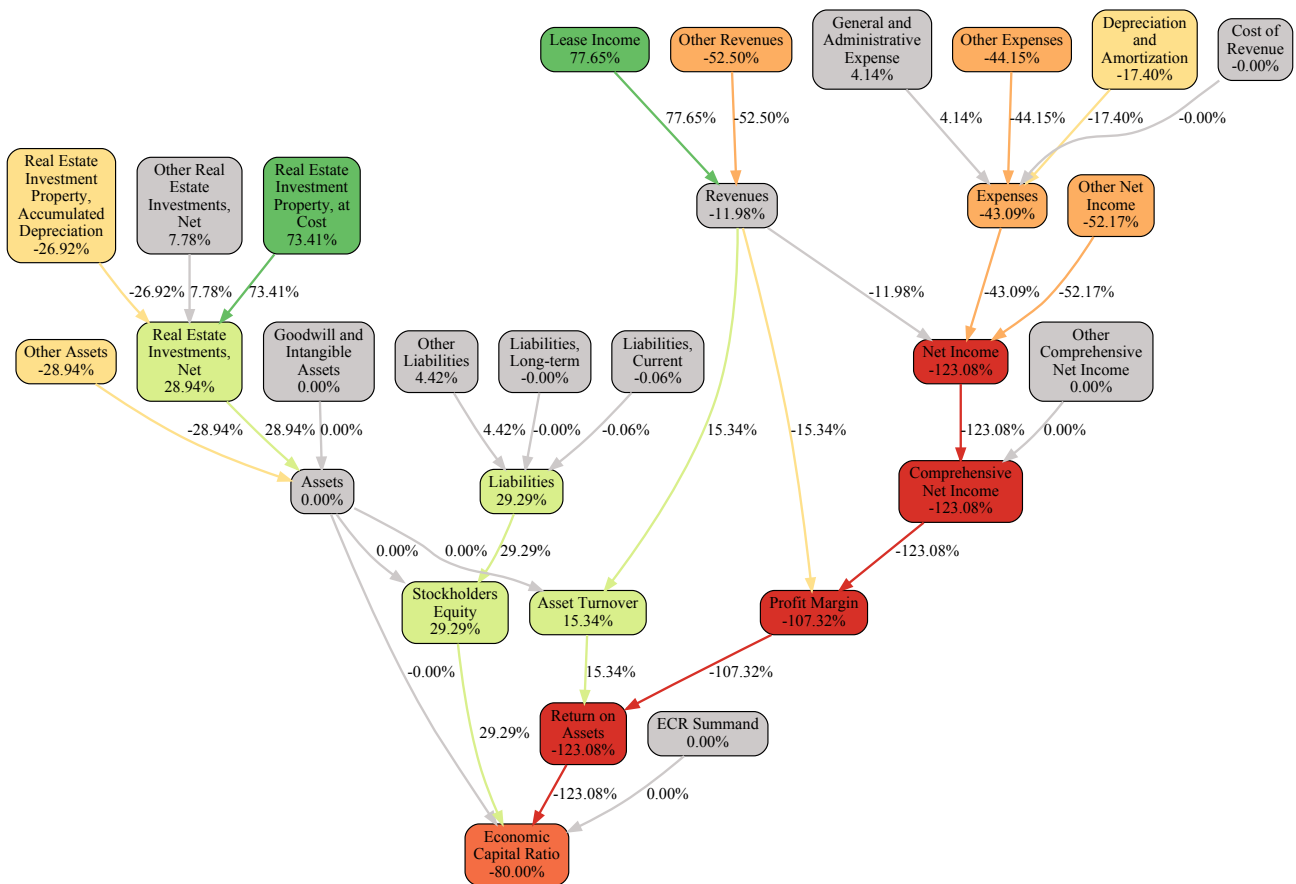 Lease Income
77.65%
Other Revenues
-52.50%
General and
Administrative
Expense
4.14%
Other Expenses
-44.15%
Depreciation
and
Amortization
-17.40%
Cost of
Revenue
-0.00%
77.65%
-52.50%
4.14%
-44.15%
-17.40%
-0.00%
Real Estate
Investment
Property,
Accumulated
Depreciation
-26.92%
Other Real
Estate
Investments,
Net
7.78%
Real Estate
Investment
Property, at
Cost
73.41%
Revenues
-11.98%
Expenses
-43.09%
Other Net
Income
-52.17%
-26.92%
7.78%
73.41%
-11.98%
-43.09%
-52.17%
Other Assets
-28.94%
Real Estate
Investments,
Net
28.94%
Goodwill and
Intangible
Assets
0.00%
Other
Liabilities
4.42%
Liabilities,
Long-term
-0.00%
Liabilities,
Current
-0.06%
Net Income
-123.08%
Other
Comprehensive
Net Income
0.00%
-28.94%
28.94%
0.00%
4.42%
-0.00%
-0.06%
15.34%
-15.34%
-123.08%
0.00%
Assets
0.00%
Liabilities
29.29%
Comprehensive
Net Income
-123.08%
0.00%
0.00%
29.29%
-123.08%
Stockholders
Equity
29.29%
Asset Turnover
15.34%
Profit Margin
-107.32%
-0.00%
15.34%
-107.32%
29.29%
Return on
Assets
-123.08%
ECR Summand
0.00%
-123.08%
0.00%
Economic
Capital Ratio
-80.00%